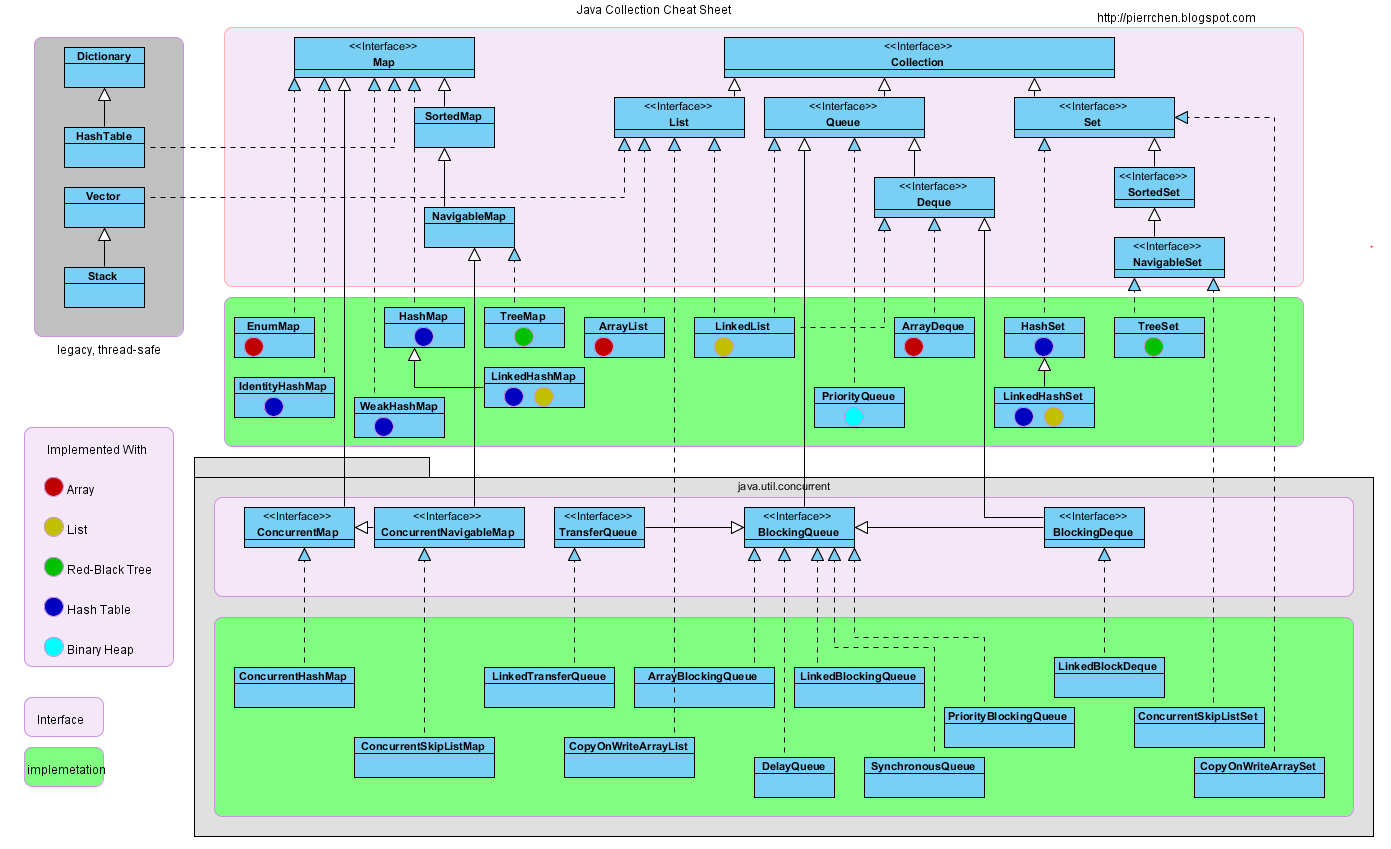 Java Collection Cheat Sheet
http://pierrchen.blogspot.com
Dictionary
HashTable
Vector
Stack
legacy, thread-safe
<<Interface>>
Map
<<Interface>>
Collection
SortedMap
<<Interface>>
List
<<Interface>>
Queue
<<Interface>>
Set
NavigableMap
<<Interface>>
Deque
<<Interface>>
SortedSet
<<Interface>>
NavigableSet
EnumMap
HashMap
TreeMap
ArrayList
LinkedList
ArrayDeque
HashSet
TreeSet
IdentityHashMap
WeakHashMap
LinkedHashMap
PriorityQueue
LinkedHashSet
Implemented With
Array
List
Red-Black Tree
Hash Table
Binary Heap
Interface
implemetation
java.util.concurrent
<<Interface>>
ConcurrentMap
<<Interface>>
ConcurrentNavigableMap
<<Interface>>
TransferQueue
<<Interface>>
BlockingQueue
<<Interface>>
BlockingDeque
ConcurrentHashMap
LinkedTransferQueue
ArrayBlockingQueue
LinkedBlockingQueue
LinkedBlockDeque
PriorityBlockingQueue
ConcurrentSkipListSet
ConcurrentSkipListMap
CopyOnWriteArrayList
DelayQueue
SynchronousQueue
CopyOnWriteArraySet